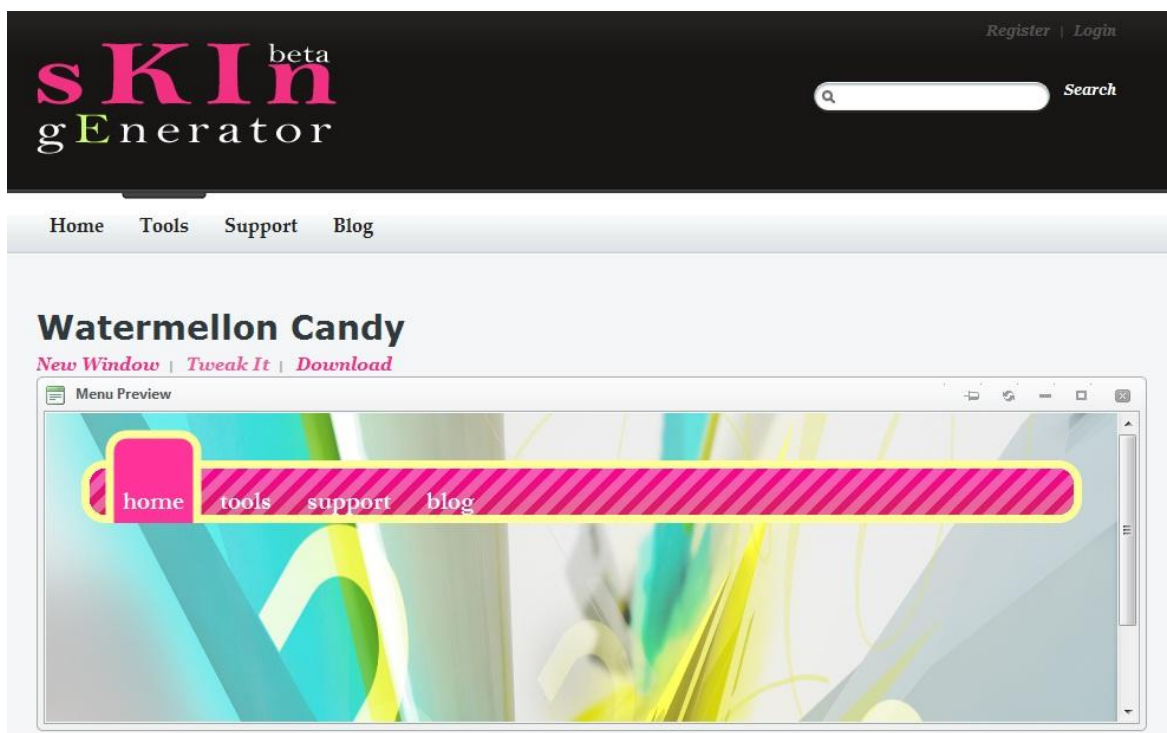 Register | Login
sKIn beta
gEnerator
Search
Home Tools Support Blog
Watermellon Candy
New Window | Tweak It | Download
Menu Preview
home tools support blog